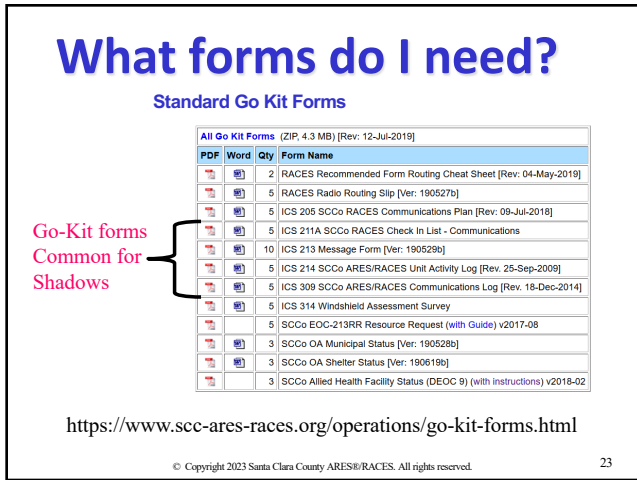 What forms do I need?
Standard Go Kit Forms
All Go Kit Forms (ZIP, 4.3 MB) [Rev: 12-Jul-2019]
PDF Word Qty Form Name
2 RACES Recommended Form Routing Cheat Sheet [Rev: 04-May-2019]
5 RACES Radio Routing Slip [Ver: 190527b]
5 ICS 205 SCCo RACES Communications Plan [Rev: 09-Jul-2018]
5 ICS 211A SCCo RACES Check In List - Communications
10 ICS 213 Message Form [Ver: 190529b]
5 ICS 214 SCCo ARES/RACES Unit Activity Log [Rev. 25-Sep-2009]
5 ICS 309 SCCo ARES/RACES Communications Log [Rev. 18-Dec-2014]
5 ICS 314 Windshield Assessment Survey
5 SCCo EOC-213RR Resource Request (with Guide) v2017-08
3 SCCo OA Municipal Status [Ver: 190528b]
3 SCCo OA Shelter Status [Ver: 190619b]
3 SCCo Allied Health Facility Status (DEOC 9) (with instructions) v2018-02
Go-Kit forms
Common for
Shadows
https://www.scc-ares-races.org/operations/go-kit-forms.html
© Copyright 2023 Santa Clara County ARES®/RACES. All rights reserved.
23